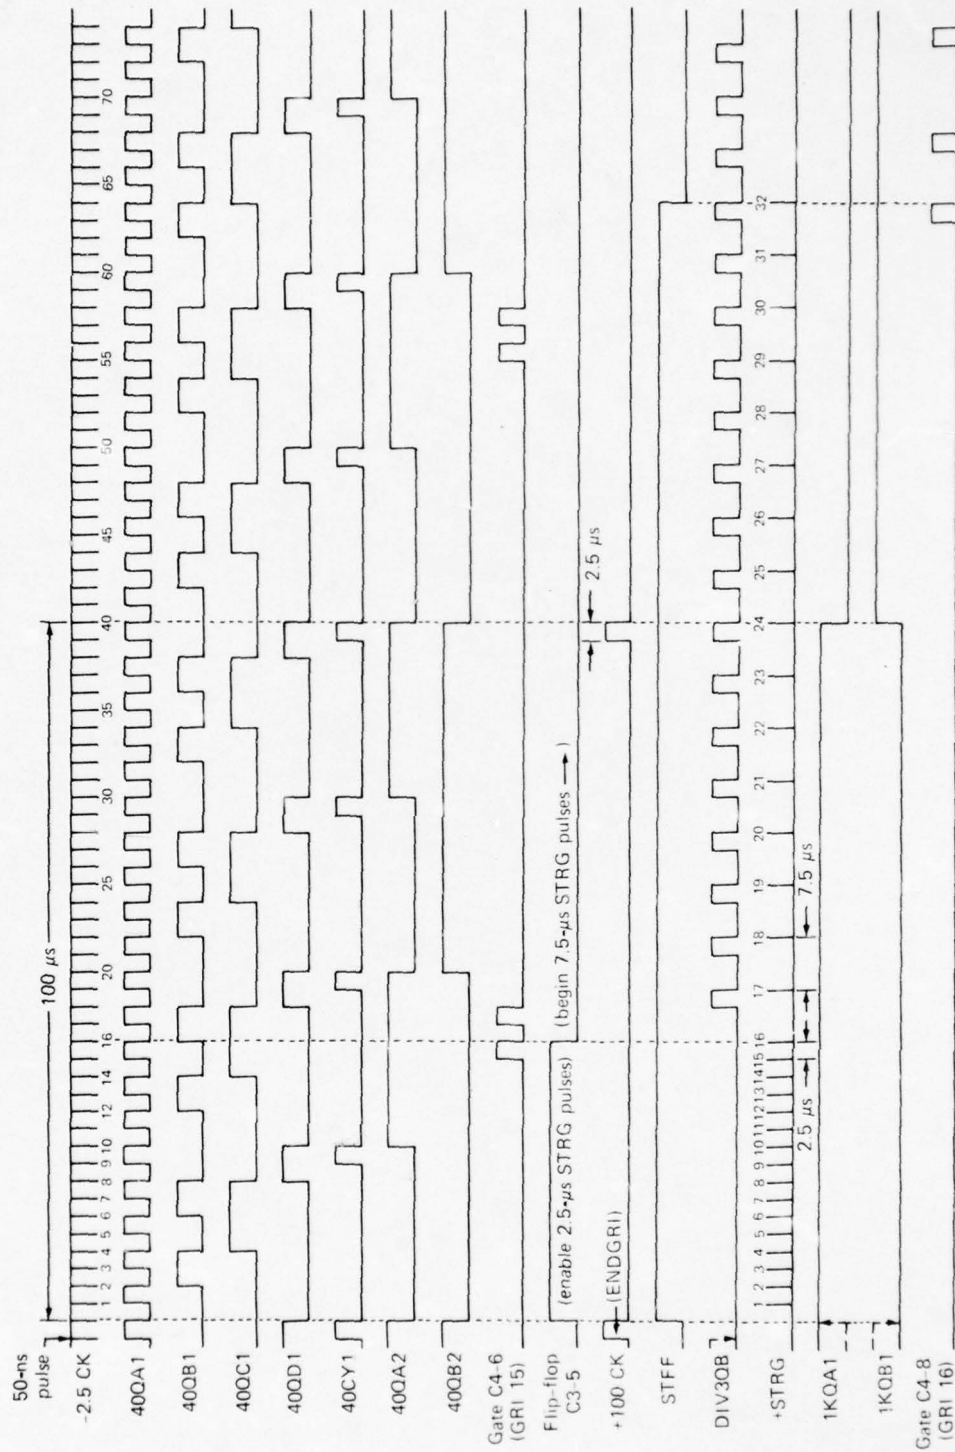 50-ns
pulse
100 μs
-2.5 CK
1 2 3 4 5 6 7 8 9 10 12 14 16 20 25 30 35 40 45 50 55 60 65 70
40QA1
40QB1
40QC1
40QD1
40CY1
40QA2
40QB2
Gate C4-6
(GRI 15)
Flip-flop
C3-5
(enable 2.5-μs STRG pulses)
(begin 7.5-μs STRG pulses → )
+100 CK
(ENDGRI)
2.5 μs
STFF
DIV3QB
+STRG
1 2 3 4 5 6 7 8 9 10 11 12 13 14 15 16 17 18 19 20 21 22 23 24 25 26 27 28 29 30 31 32
2.5 μs
7.5 μs
1KQA1
1KQB1
Gate C4-8
(GRI 16)